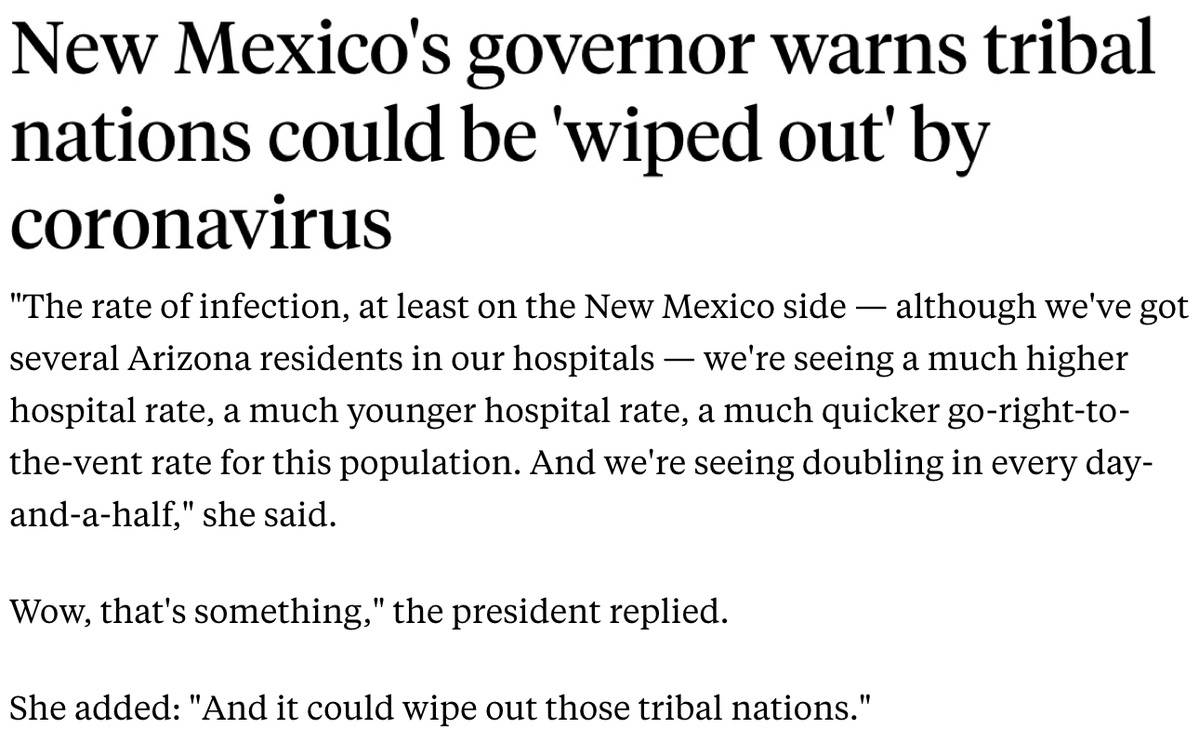 New Mexico's governor warns tribal
nations could be 'wiped out' by
coronavirus
"The rate of infection, at least on the New Mexico side — although we've got
several Arizona residents in our hospitals — we're seeing a much higher
hospital rate, a much younger hospital rate, a much quicker go-right-to-
the-vent rate for this population. And we're seeing doubling in every day-
and-a-half," she said.
Wow, that's something," the president replied.
She added: "And it could wipe out those tribal nations."